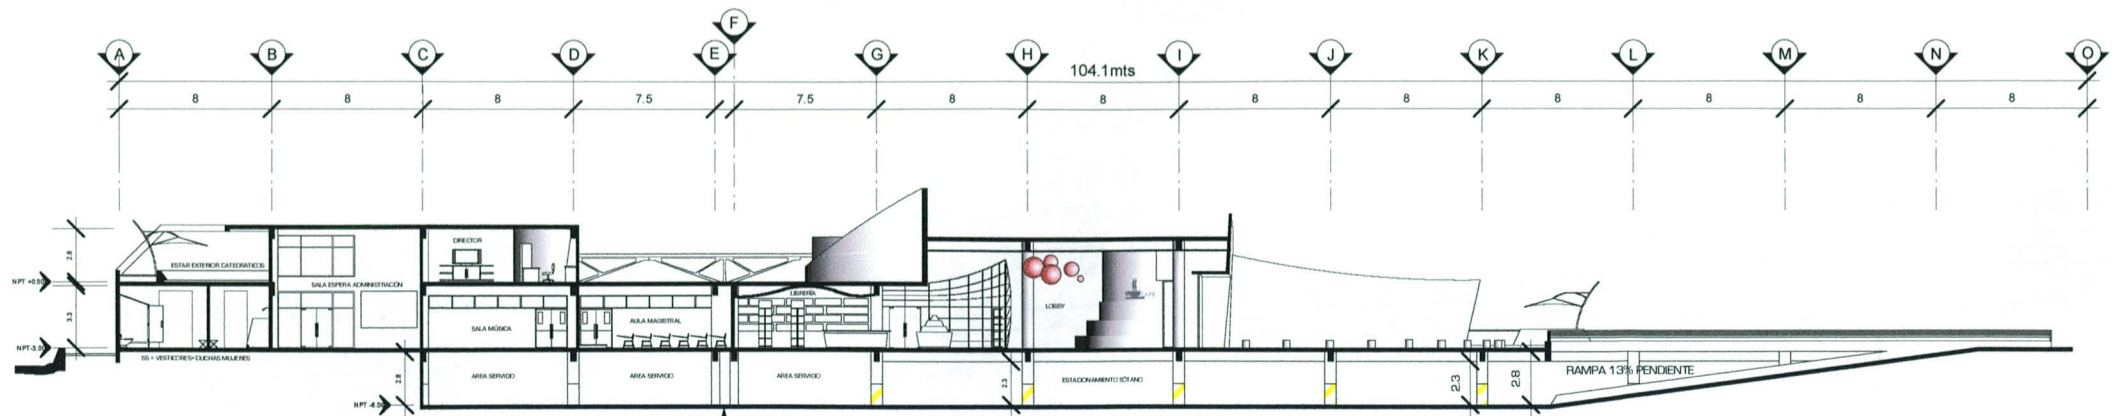 F
A B C D E G H I J K L M N O
104.1mts
8 8 8 7.5 7.5 8 8 8 8 8 8 8 8
DIRECTOR
2.8
ESTAR EXTERIOR CATEDRATICOS
NPT +0.50
SALA ESPERA ADMINISTRACIÓN
LIBRERÍA
LOBBY
3.3
SALA MÚSICA
AULA MAGISTRAL
NPT-3.00
SS + VESTIDORES+DUCHAS MUJERES
RAMPA 13% PENDIENTE
2.8
AREA SERVICIO
AREA SERVICIO
AREA SERVICIO
2.3
ESTACIONAMIENTO SÓTANO
2.3
2.8
NPT -6.00